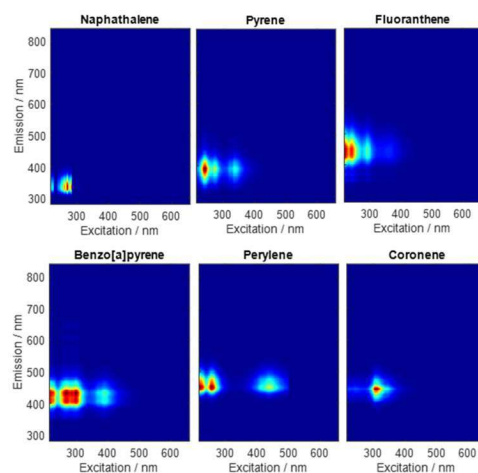 Naphathalene
Pyrene
Fluoranthene
Emission / nm
800
700
600
500
400
300
300 400 500 600
300 400 500 600
300 400 500 600
Excitation / nm
Excitation / nm
Excitation / nm
Benzo[a]pyrene
Perylene
Coronene
Emission / nm
800
700
600
500
400
300
300 400 500 600
300 400 500 600
300 400 500 600
Excitation / nm
Excitation / nm
Excitation / nm